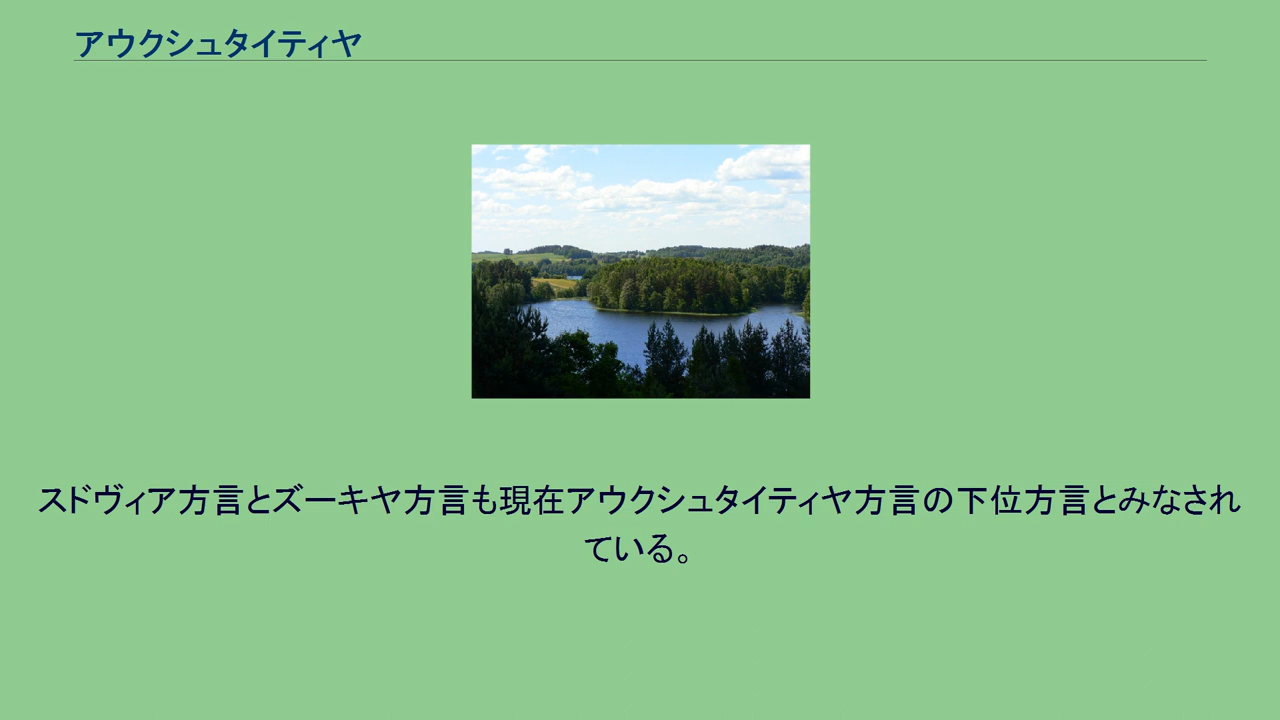 アウクシュタイティヤ
スドヴィア方言とズーキヤ方言も現在アウクシュタイティヤ方言の下位方言とみなされ
ている。